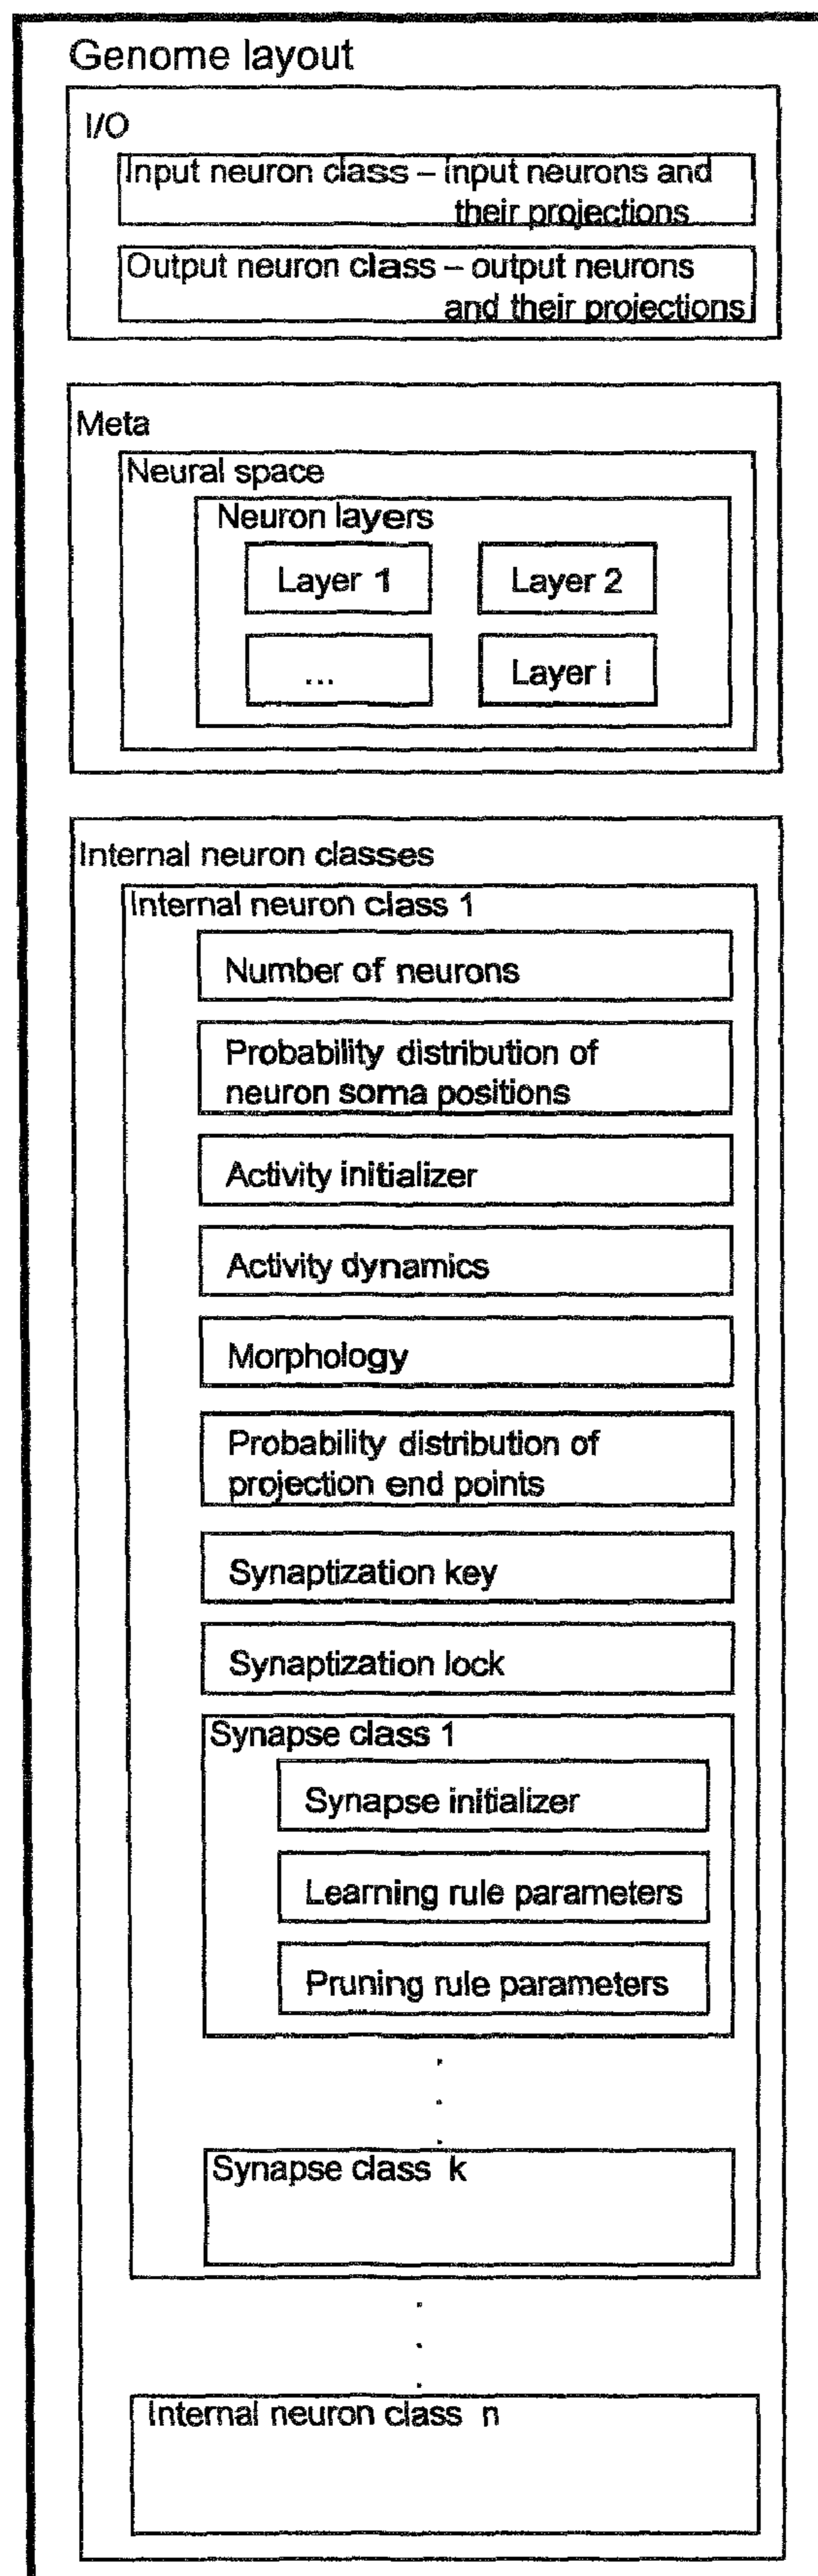 Genome layout
I/O
Input neuron class – input neurons and
their projections
Output neuron class – output neurons
and their projections
Meta
Neural space
Neuron layers
Layer 1
Layer 2
...
Layer i
Internal neuron classes
Internal neuron class 1
Number of neurons
Probability distribution of
neuron soma positions
Activity initializer
Activity dynamics
Morphology
Probability distribution of
projection end points
Synaptization key
Synaptization lock
Synapse class 1
Synapse initializer
Learning rule parameters
Pruning rule parameters
.
.
.
Synapse class k
.
.
.
Internal neuron class n